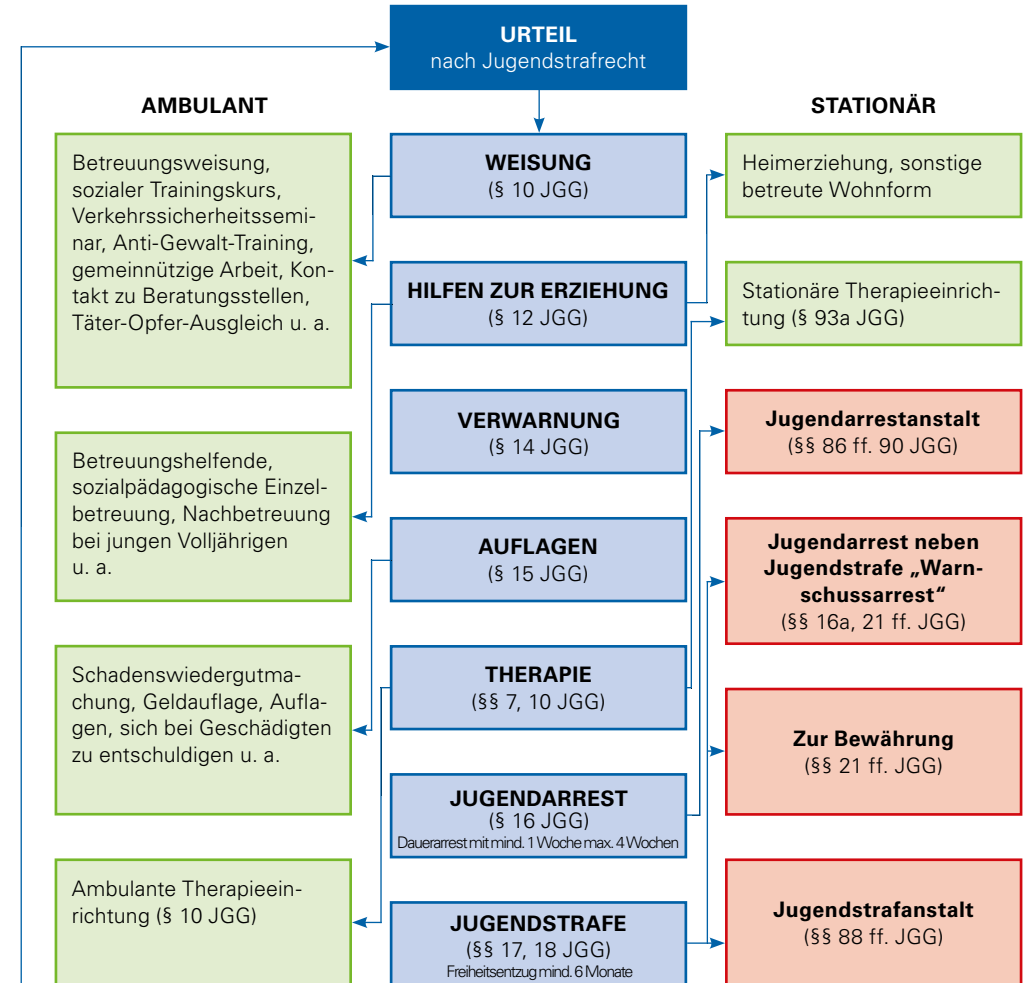 URTEIL
nach Jugendstrafrecht
AMBULANT
Betreuungsweisung,
sozialer Trainingskurs,
Verkehrssicherheitssemi-
nar, Anti-Gewalt-Training,
gemeinnützige Arbeit, Kon-
takt zu Beratungsstellen,
Täter-Opfer-Ausgleich u. a.
Betreuungshelfende,
sozialpädagogische Einzel-
betreuung, Nachbetreuung
bei jungen Volljährigen
u. a.
Schadenswiedergutma-
chung, Geldauflage, Aufla-
gen, sich bei Geschädigten
zu entschuldigen u. a.
Ambulante Therapieein-
richtung (§ 10 JGG)
WEISUNG
(§ 10 JGG)
HILFEN ZUR ERZIEHUNG
(§ 12 JGG)
VERWARNUNG
(§ 14 JGG)
AUFLAGEN
(§ 15 JGG)
THERAPIE
(§§ 7, 10 JGG)
JUGENDARREST
(§ 16 JGG)
Dauerarrest mit mind. 1 Woche max. 4 Wochen
JUGENDSTRAFE
(§§ 17, 18 JGG)
Freiheitsentzug mind. 6 Monate
STATIONÄR
Heimerziehung, sonstige
betreute Wohnform
Stationäre Therapieeinrich-
tung (§ 93a JGG)
Jugendarrestanstalt
(§§ 86 ff. 90 JGG)
Jugendarrest neben
Jugendstrafe „Warn-
schussarrest“
(§§ 16a, 21 ff. JGG)
Zur Bewährung
(§§ 21 ff. JGG)
Jugendstrafanstalt
(§§ 88 ff. JGG)